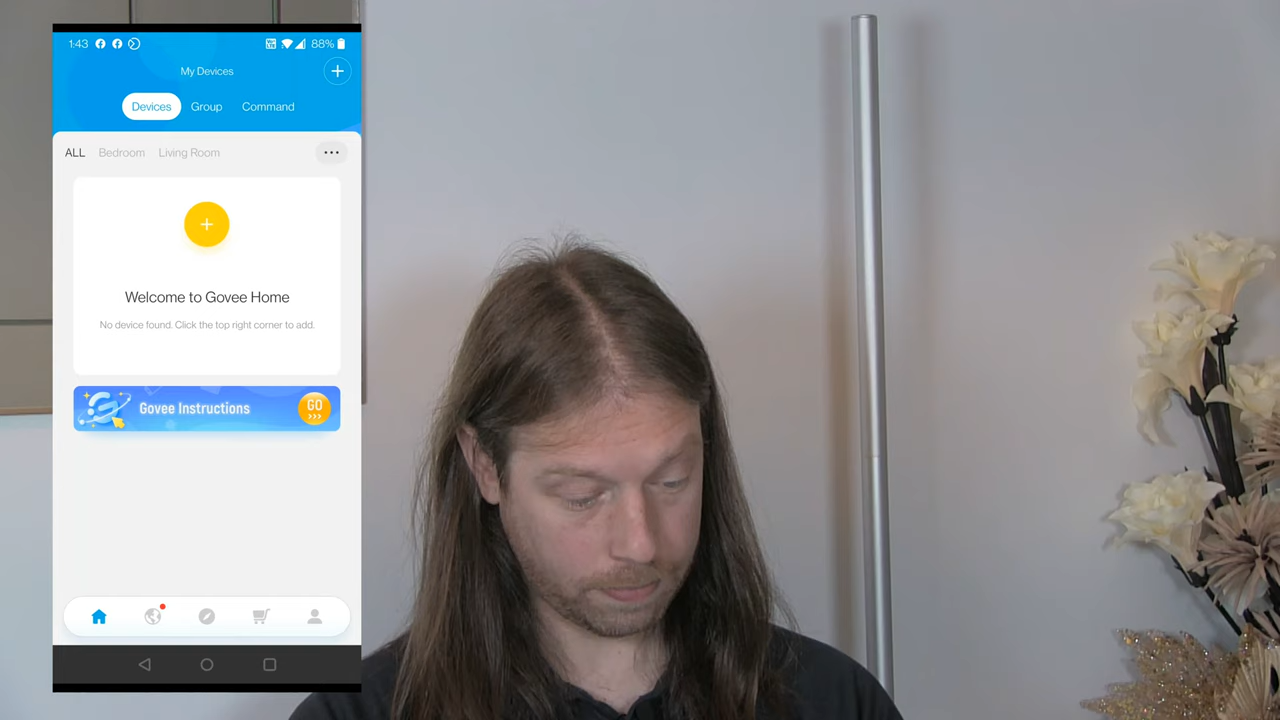 1:43 88%
My Devices
Devices Group Command
ALL Bedroom Living Room
Welcome to Govee Home
No device found. Click the top right corner to add.
Govee Instructions GO